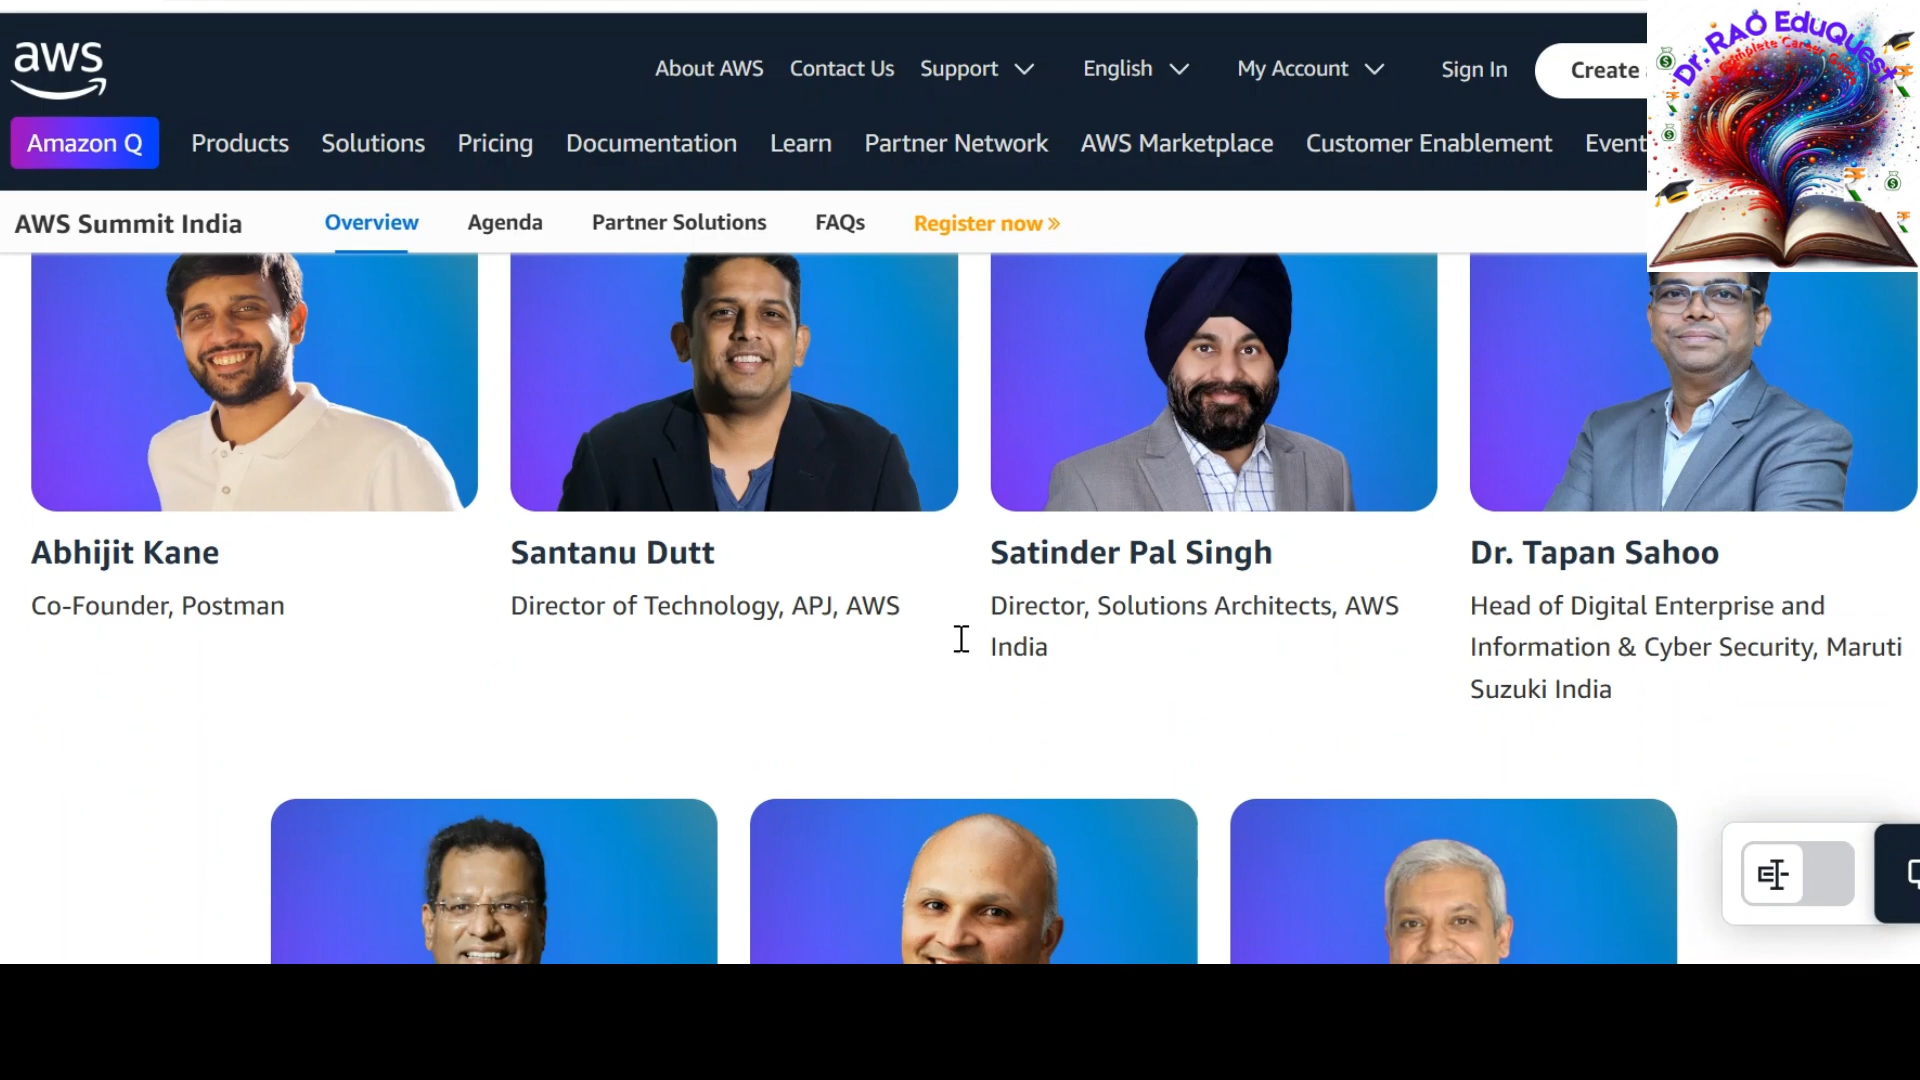 aws
About AWS
Contact Us
Support
English
My Account
Sign In
Create
Amazon Q
Products
Solutions
Pricing
Documentation
Learn
Partner Network
AWS Marketplace
Customer Enablement
Event
Dr. RAO EduQuest
A Complete Career
AWS Summit India
Overview
Agenda
Partner Solutions
FAQs
Register now »
Abhijit Kane
Co-Founder, Postman
Santanu Dutt
Director of Technology, APJ, AWS
Satinder Pal Singh
Director, Solutions Architects, AWS
India
Dr. Tapan Sahoo
Head of Digital Enterprise and
Information & Cyber Security, Maruti
Suzuki India